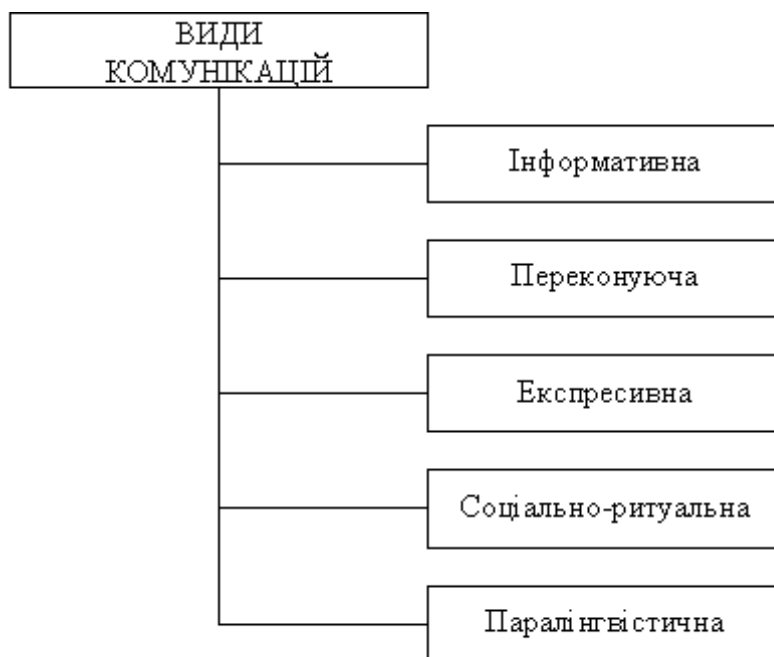 ВИДИ
КОМУНІКАЦІЙ
Інформативна
Переконуюча
Експресивна
Соціально-ритуальна
Паралінгвістична